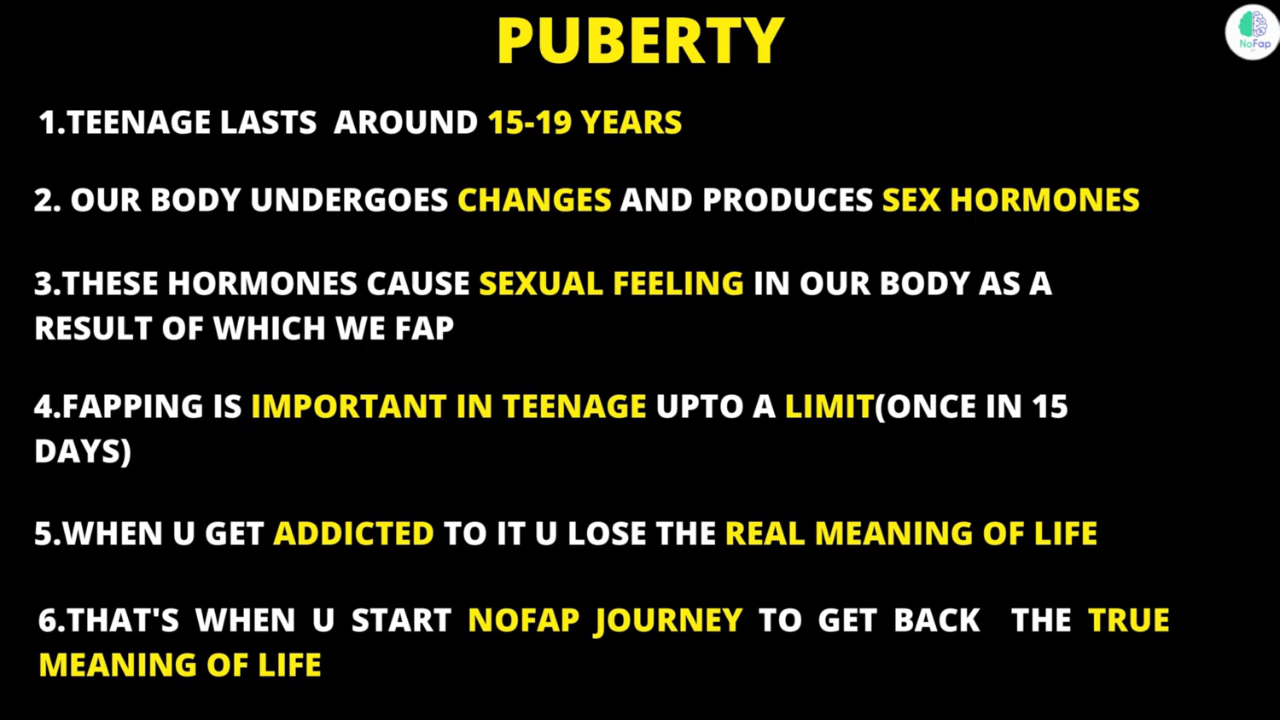 PUBERTY
NoFap
1.TEENAGE LASTS AROUND 15-19 YEARS
2. OUR BODY UNDERGOES CHANGES AND PRODUCES SEX HORMONES
3.THESE HORMONES CAUSE SEXUAL FEELING IN OUR BODY AS A
RESULT OF WHICH WE FAP
4.FAPPING IS IMPORTANT IN TEENAGE UPTO A LIMIT(ONCE IN 15
DAYS)
5.WHEN U GET ADDICTED TO IT U LOSE THE REAL MEANING OF LIFE
6.THAT'S WHEN U START NOFAP JOURNEY TO GET BACK THE TRUE
MEANING OF LIFE